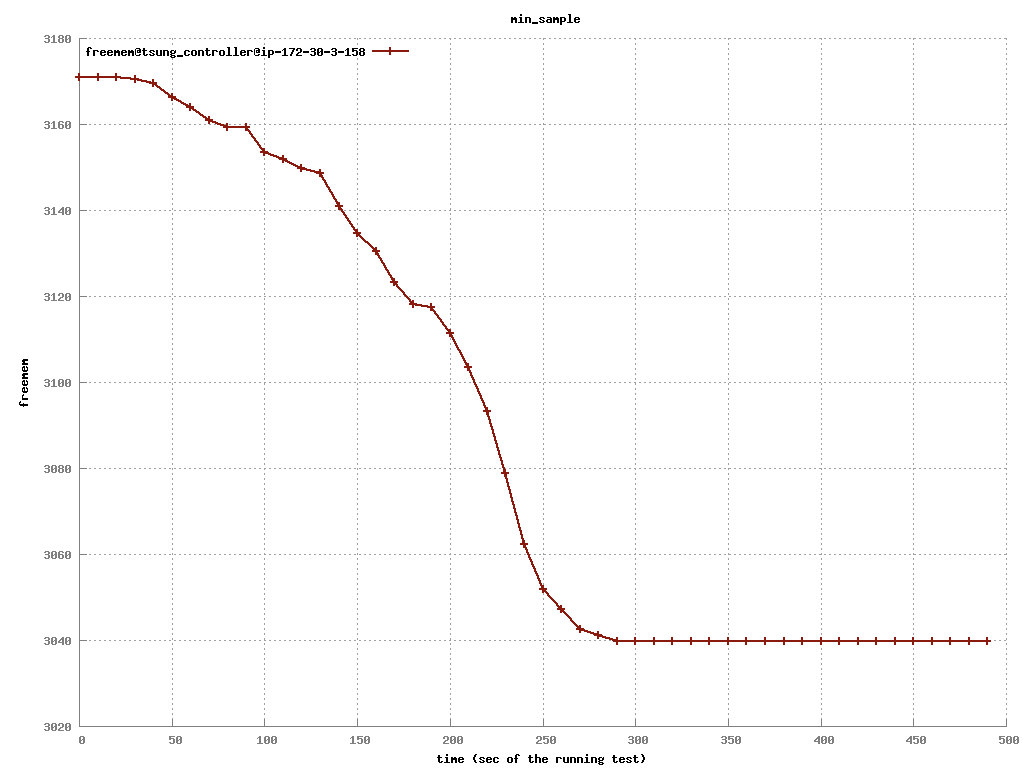 min_sample
freemem@tsung_controller@ip-172-30-3-158
3180
3160
3140
3120
3100
3080
3060
3040
3020
freemem
0 50 100 150 200 250 300 350 400 450 500
time (sec of the running test)